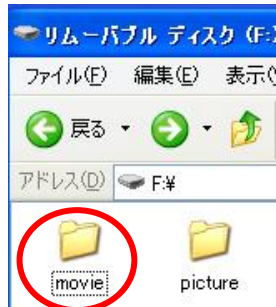 リムーバブル ディスク (F:)
ファイル(F) 編集(E) 表示(
戻る
アドレス(D) F:¥
movie picture